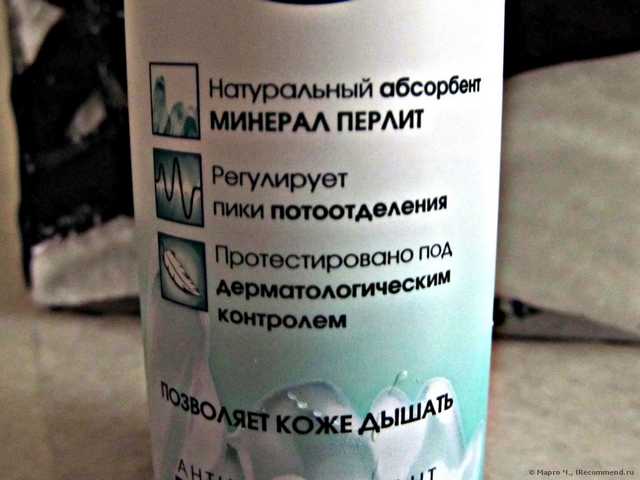 Натуральный абсорбент
МИНЕРАЛ ПЕРЛИТ
Регулирует
пики потоотделения
Протестировано под
дерматологическим
контролем
ПОЗВОЛЯЕТ КОЖЕ ДЫШАТЬ
© Марго Ч., IRecommend.ru